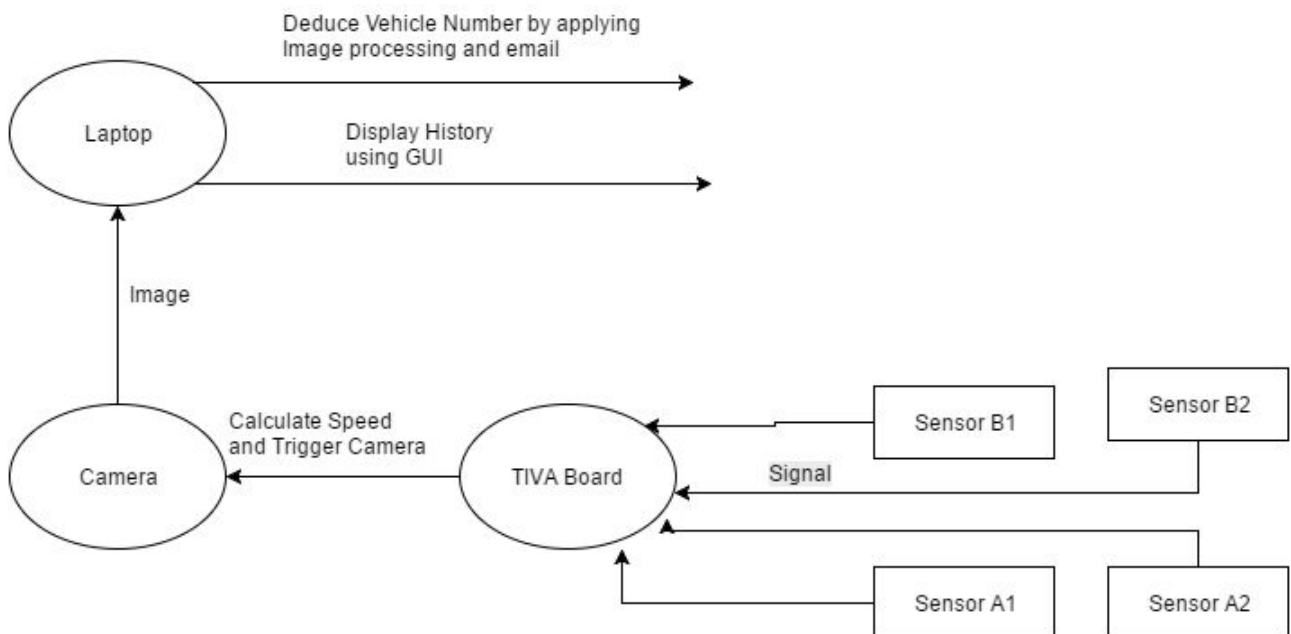 Deduce Vehicle Number by applying
Image processing and email
Laptop
Display History
using GUI
Image
Sensor B2
Calculate Speed
and Trigger Camera
Sensor B1
Camera
TIVA Board
Signal
Sensor A1
Sensor A2